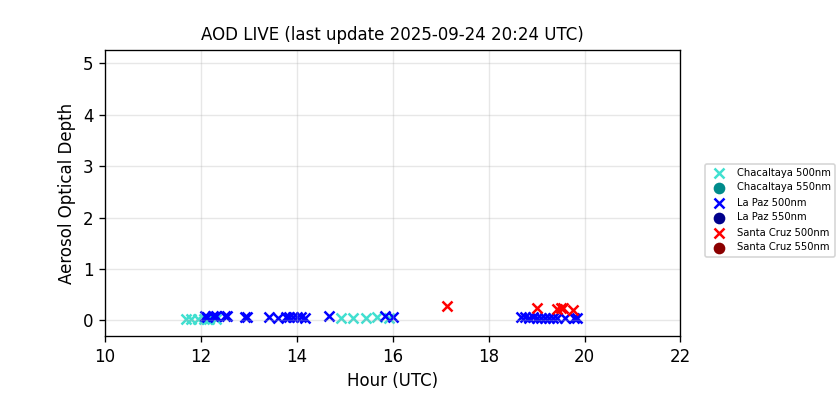 AOD LIVE (last update 2025-09-24 20:24 UTC)
Aerosol Optical Depth
5
4
3
2
1
0
10 12 14 16 18 20 22
Hour (UTC)
Chacaltaya 500nm
Chacaltaya 550nm
La Paz 500nm
La Paz 550nm
Santa Cruz 500nm
Santa Cruz 550nm